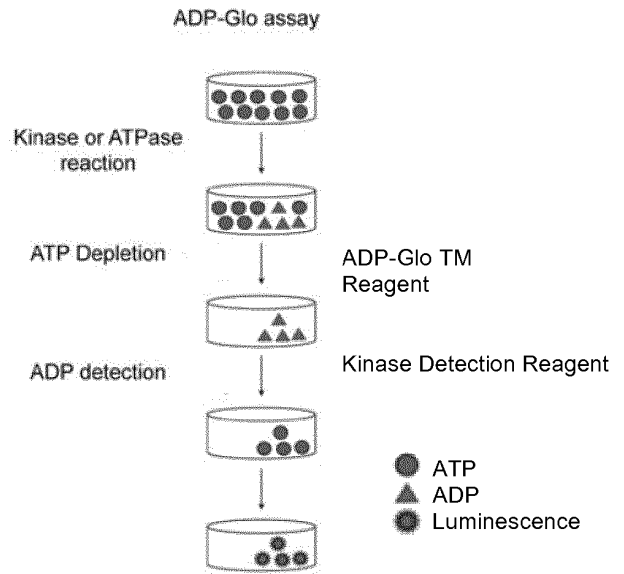 ADP-Glo assay
Kinase or ATPase
reaction
ATP Depletion
ADP-Glo TM
Reagent
ADP detection
Kinase Detection Reagent
ATP
ADP
Luminescence